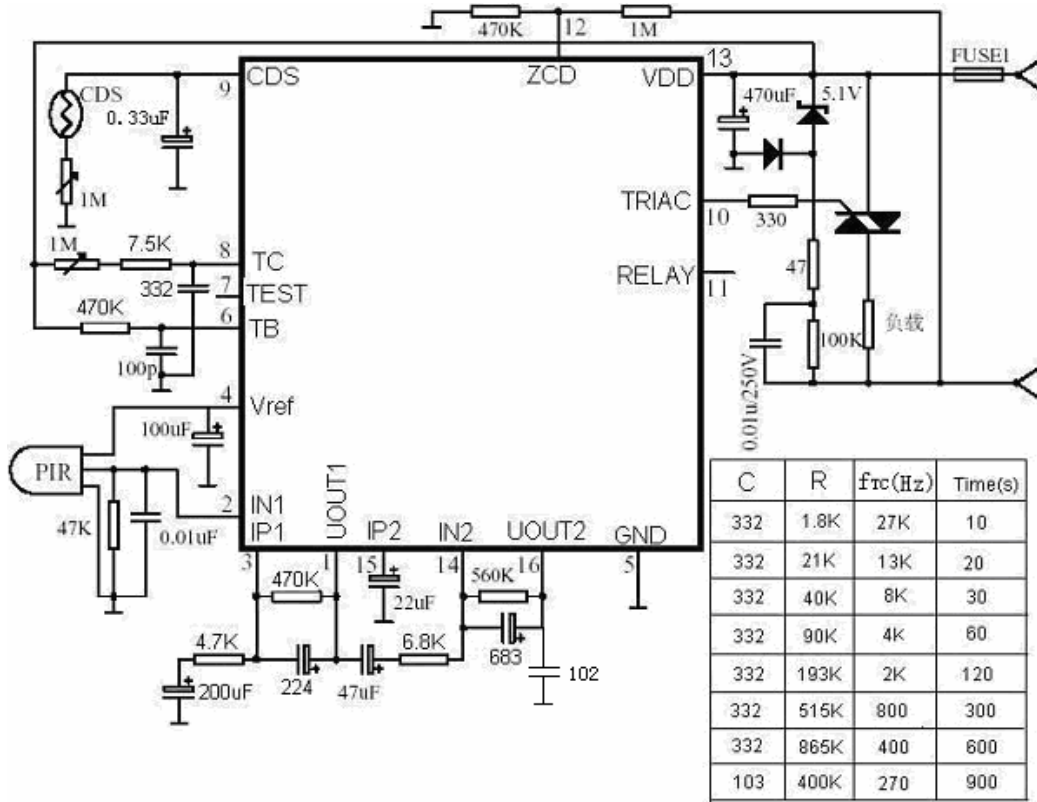 470K
12
1M
13
FUSE1
9
CDS
ZCD
VDD
CDS
0.33uF
470uF
5.1V
1M
TRIAC
10
330
1M
7.5K
8
TC
332
7
TEST
RELAY
11
47
470K
6
TB
100p
100K
负载
0.01u/250V
4
Vref
100uF
PIR
2
IN1
IP1
UOUT1
IP2
IN2
UOUT2
GND
47K
0.01uF
3
1
15
14
16
5
470K
22uF
560K
4.7K
6.8K
683
200uF
224
47uF
102
C R fTC(Hz) Time(s)
332 1.8K 27K 10
332 21K 13K 20
332 40K 8K 30
332 90K 4K 60
332 193K 2K 120
332 515K 800 300
332 865K 400 600
103 400K 270 900